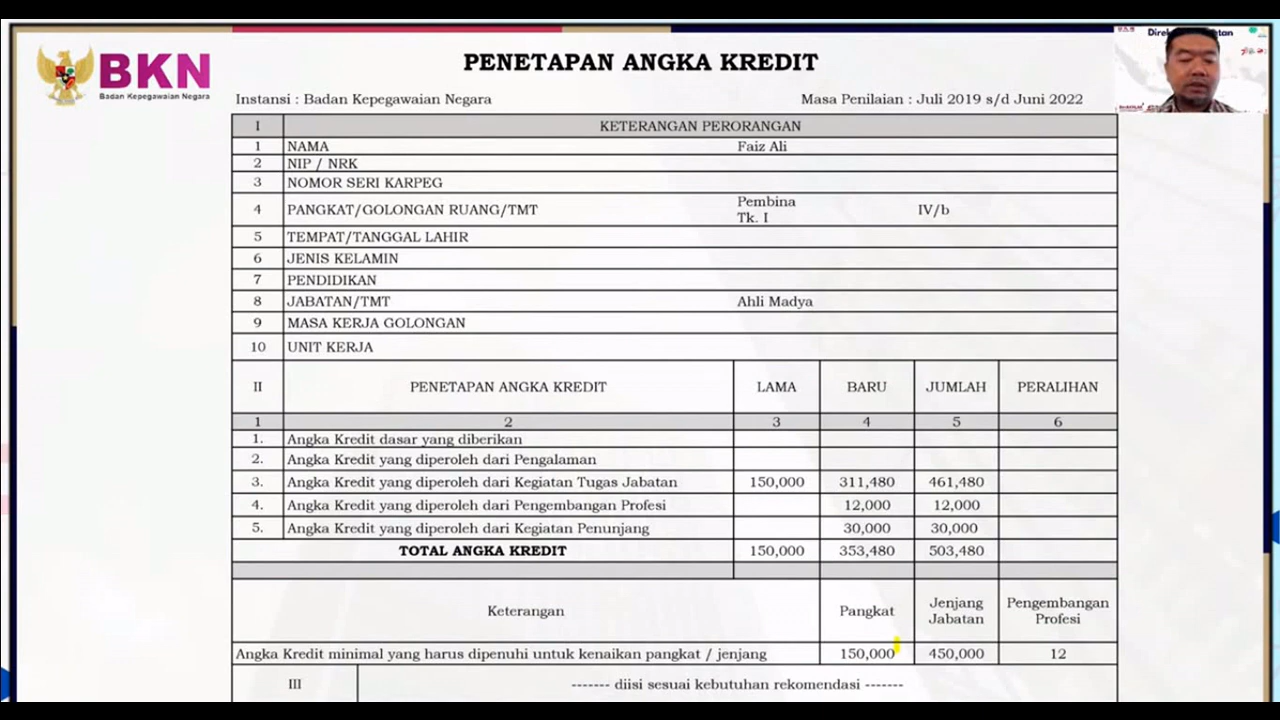 BKN
Badan Kepegawaian Negara
PENETAPAN ANGKA KREDIT
Instansi : Badan Kepegawaian Negara
Masa Penilaian : Juli 2019 s/d Juni 2022
I KETERANGAN PERORANGAN
1 NAMA Faiz Ali
2 NIP / NRK
3 NOMOR SERI KARPEG
4 PANGKAT/GOLONGAN RUANG/TMT Pembina Tk. I IV/b
5 TEMPAT/TANGGAL LAHIR
6 JENIS KELAMIN
7 PENDIDIKAN
8 JABATAN/TMT Ahli Madya
9 MASA KERJA GOLONGAN
10 UNIT KERJA
II PENETAPAN ANGKA KREDIT LAMA BARU JUMLAH PERALIHAN
1 2 3 4 5 6
1. Angka Kredit dasar yang diberikan
2. Angka Kredit yang diperoleh dari Pengalaman
3. Angka Kredit yang diperoleh dari Kegiatan Tugas Jabatan 150,000 311,480 461,480
4. Angka Kredit yang diperoleh dari Pengembangan Profesi 12,000 12,000
5. Angka Kredit yang diperoleh dari Kegiatan Penunjang 30,000 30,000
TOTAL ANGKA KREDIT 150,000 353,480 503,480
Keterangan Pangkat Jenjang Jabatan Pengembangan Profesi
Angka Kredit minimal yang harus dipenuhi untuk kenaikan pangkat / jenjang 150,000 450,000 12
III ------- diisi sesuai kebutuhan rekomendasi -------